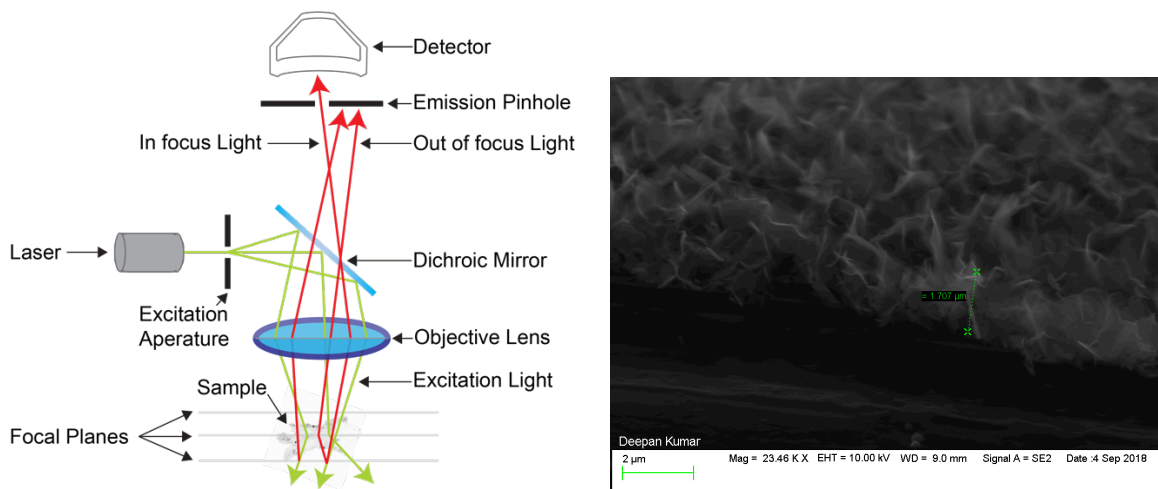 Detector
Emission Pinhole
In focus Light
Out of focus Light
Laser
Dichroic Mirror
Excitation
Aperature
Objective Lens
Excitation Light
Sample
Focal Planes
= 1.707 µm
Deepan Kumar
2 µm
Mag = 23.46 K X EHT = 10.00 kV WD = 9.0 mm Signal A = SE2 Date :4 Sep 2018